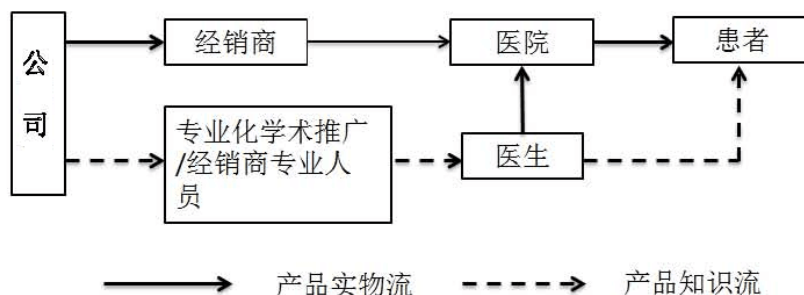 公司
经销商
医院
患者
专业化学术推广
/经销商专业人
员
医生
产品实物流
产品知识流